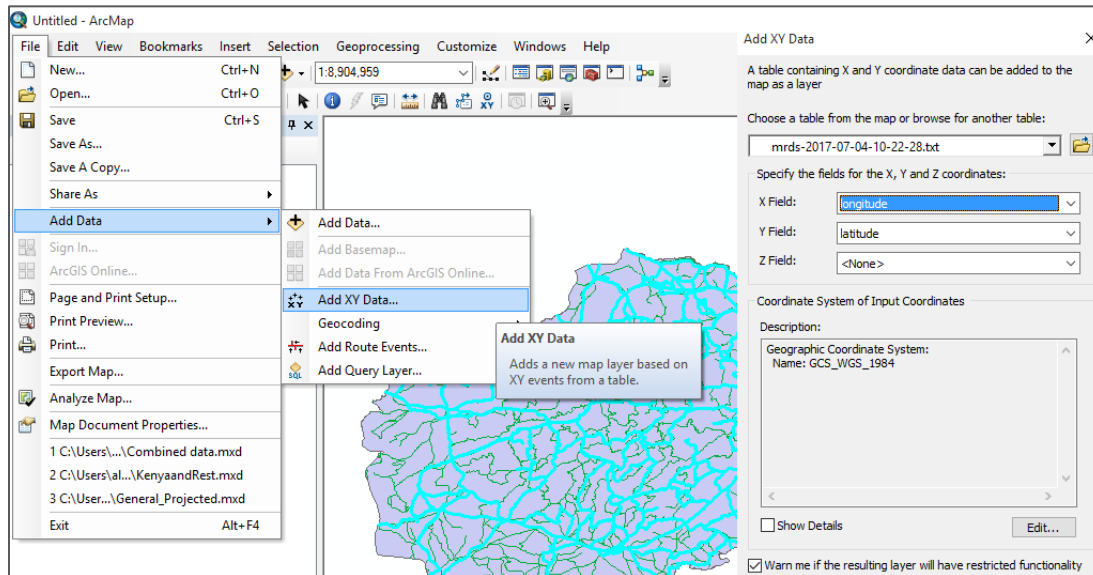 Untitled - ArcMap
File Edit View Bookmarks Insert Selection Geoprocessing Customize Windows Help
New... Ctrl+N
Open... Ctrl+O
Save Ctrl+S
Save As...
Save A Copy...
Share As
Add Data
Sign In...
ArcGIS Online...
Page and Print Setup...
Print Preview...
Print...
Export Map...
Analyze Map...
Map Document Properties...
1 C:\Users\...\Combined data.mxd
2 C:\Users\al...\KenyaandRest.mxd
3 C:\User...\General_Projected.mxd
Exit Alt+F4
1:8,904,959
XY
Add Data...
Add Basemap...
Add Data From ArcGIS Online...
XY
Add XY Data...
Geocoding
Add Route Events...
SQL
Add Query Layer...
Add XY Data
Adds a new map layer based on
XY events from a table.
Add XY Data
A table containing X and Y coordinate data can be added to the
map as a layer
Choose a table from the map or browse for another table:
mrds-2017-07-04-10-22-28.txt
Specify the fields for the X, Y and Z coordinates:
X Field: longitude
Y Field: latitude
Z Field: <None>
Coordinate System of Input Coordinates
Description:
Geographic Coordinate System:
Name: GCS_WGS_1984
Show Details
Edit...
Warn me if the resulting layer will have restricted functionality